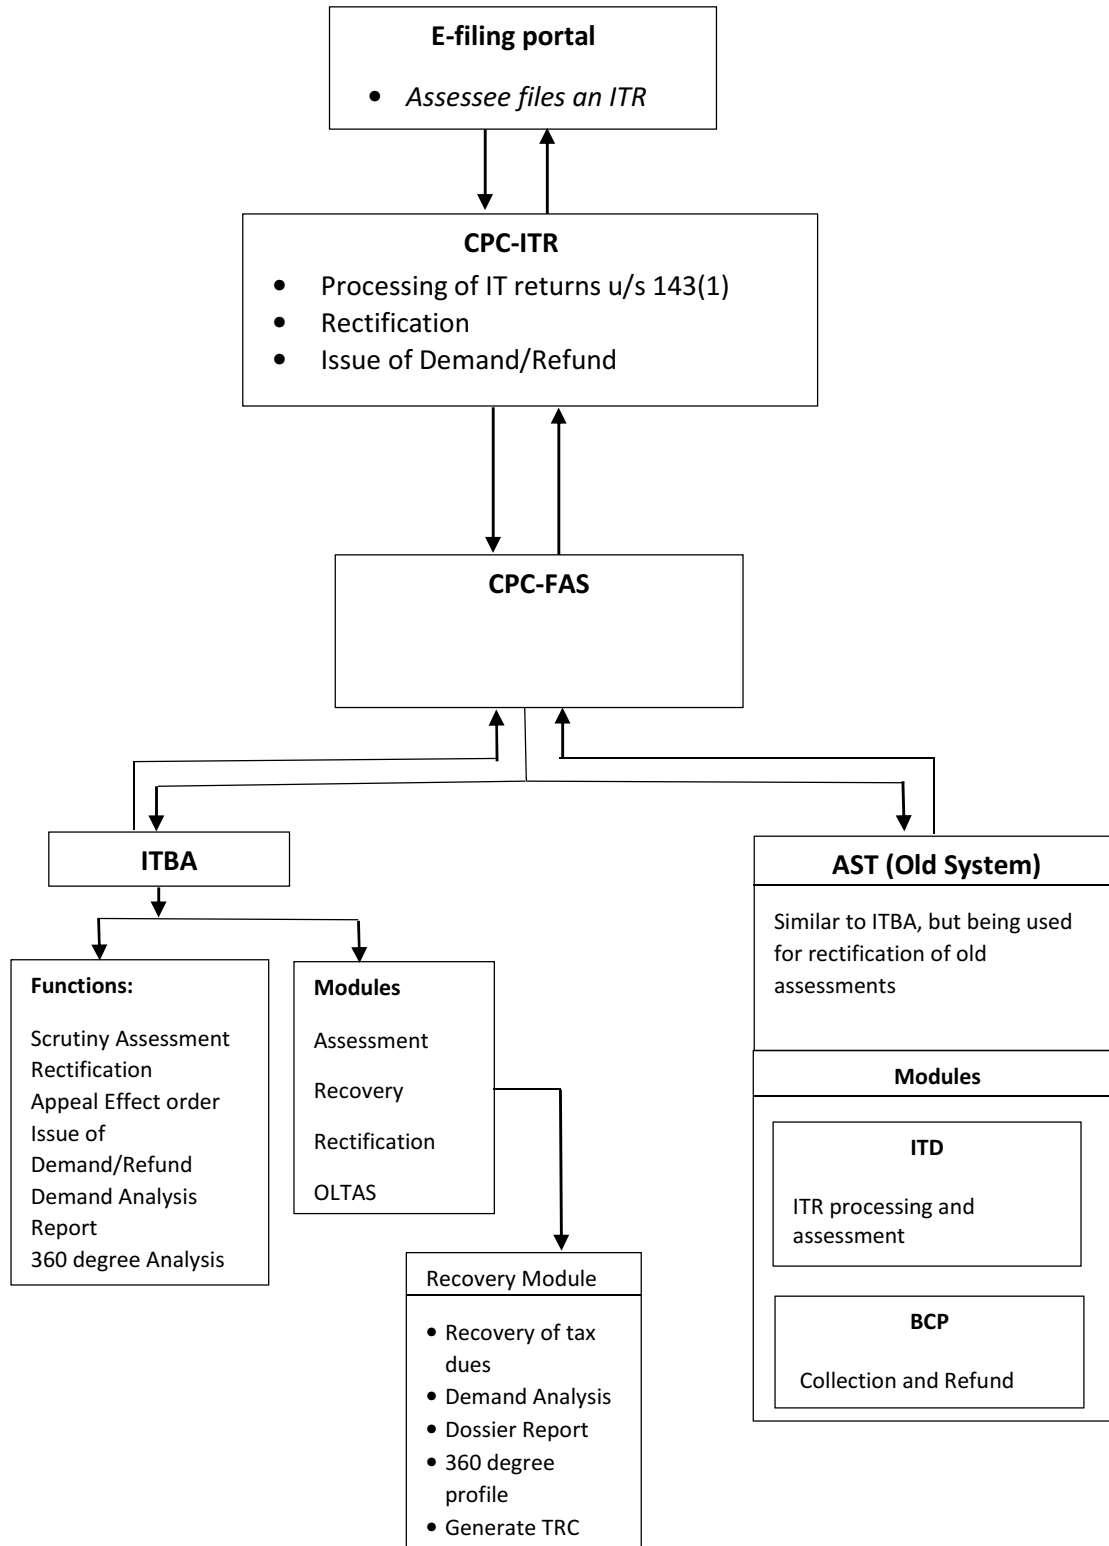 E-filing portal
• Assessee files an ITR
CPC-ITR
• Processing of IT returns u/s 143(1)
• Rectification
• Issue of Demand/Refund
CPC-FAS
ITBA
Functions:
Scrutiny Assessment
Rectification
Appeal Effect order
Issue of
Demand/Refund
Demand Analysis
Report
360 degree Analysis
Modules
Assessment
Recovery
Rectification
OLTAS
Recovery Module
• Recovery of tax
dues
• Demand Analysis
• Dossier Report
• 360 degree
profile
• Generate TRC
AST (Old System)
Similar to ITBA, but being used
for rectification of old
assessments
Modules
ITD
ITR processing and
assessment
BCP
Collection and Refund